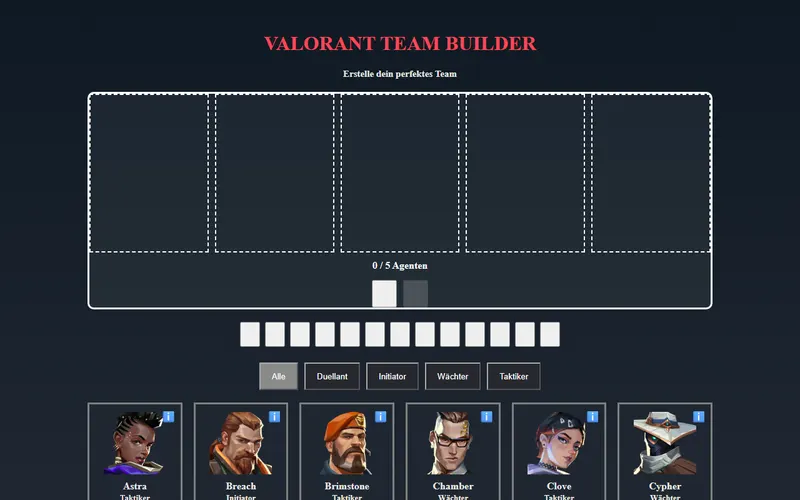 VALORANT TEAM BUILDER
Erstelle dein perfektes Team
0 / 5 Agenten
Alle Duellant Initiator Wächter Taktiker
i i i i i i
Astra Breach Brimstone Chamber Clove Cypher
Taktiker Initiator Taktiker Wächter Taktiker Wächter